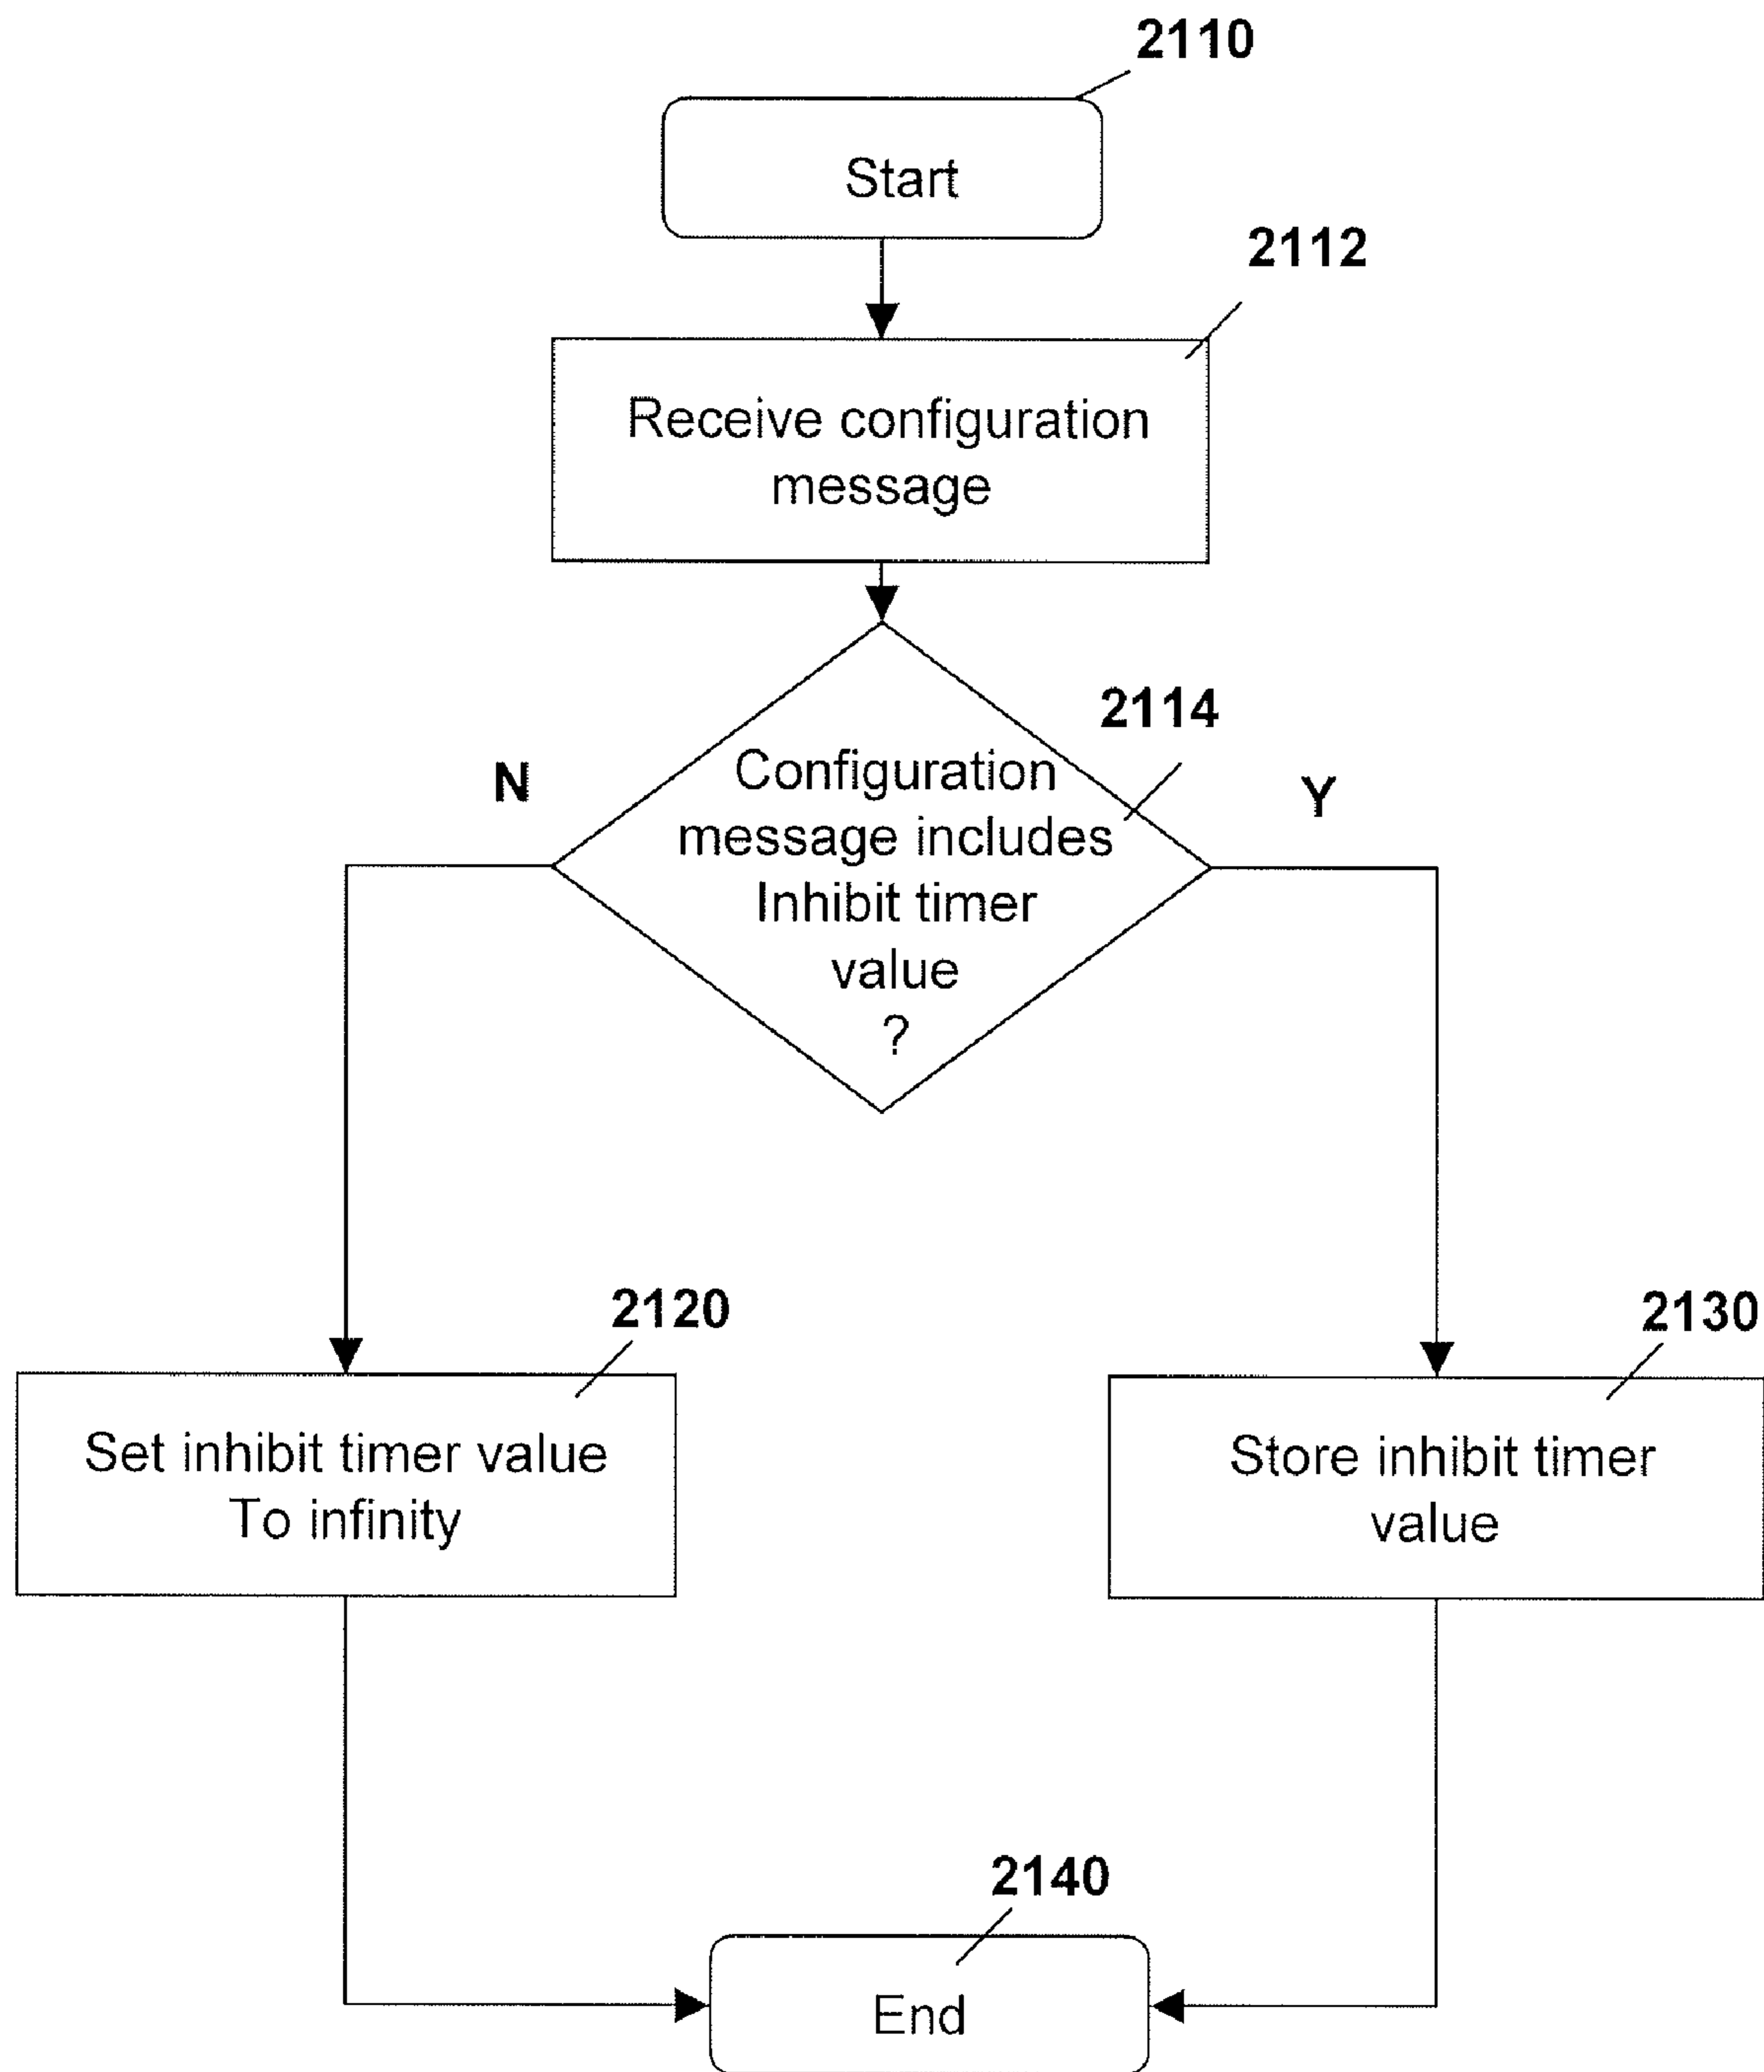 2110
Start
2112
Receive configuration
message
2114
N
Y
Configuration
message includes
Inhibit timer
value
?
2120
2130
Set inhibit timer value
To infinity
Store inhibit timer
value
2140
End